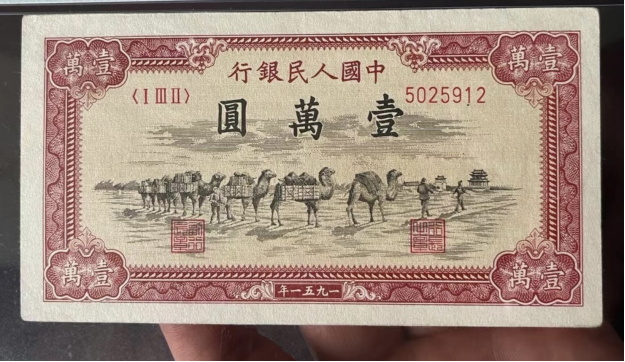 壹萬
壹萬
中國人民銀行
〈I III II〉 5025912
壹萬圓
壹萬
壹萬
一九五一年